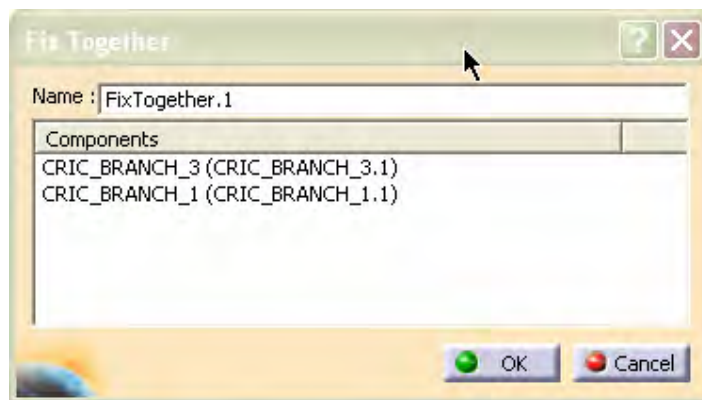 Fix Together
Name : FixTogether.1
Components
CRIC_BRANCH_3 (CRIC_BRANCH_3.1)
CRIC_BRANCH_1 (CRIC_BRANCH_1.1)
OK Cancel